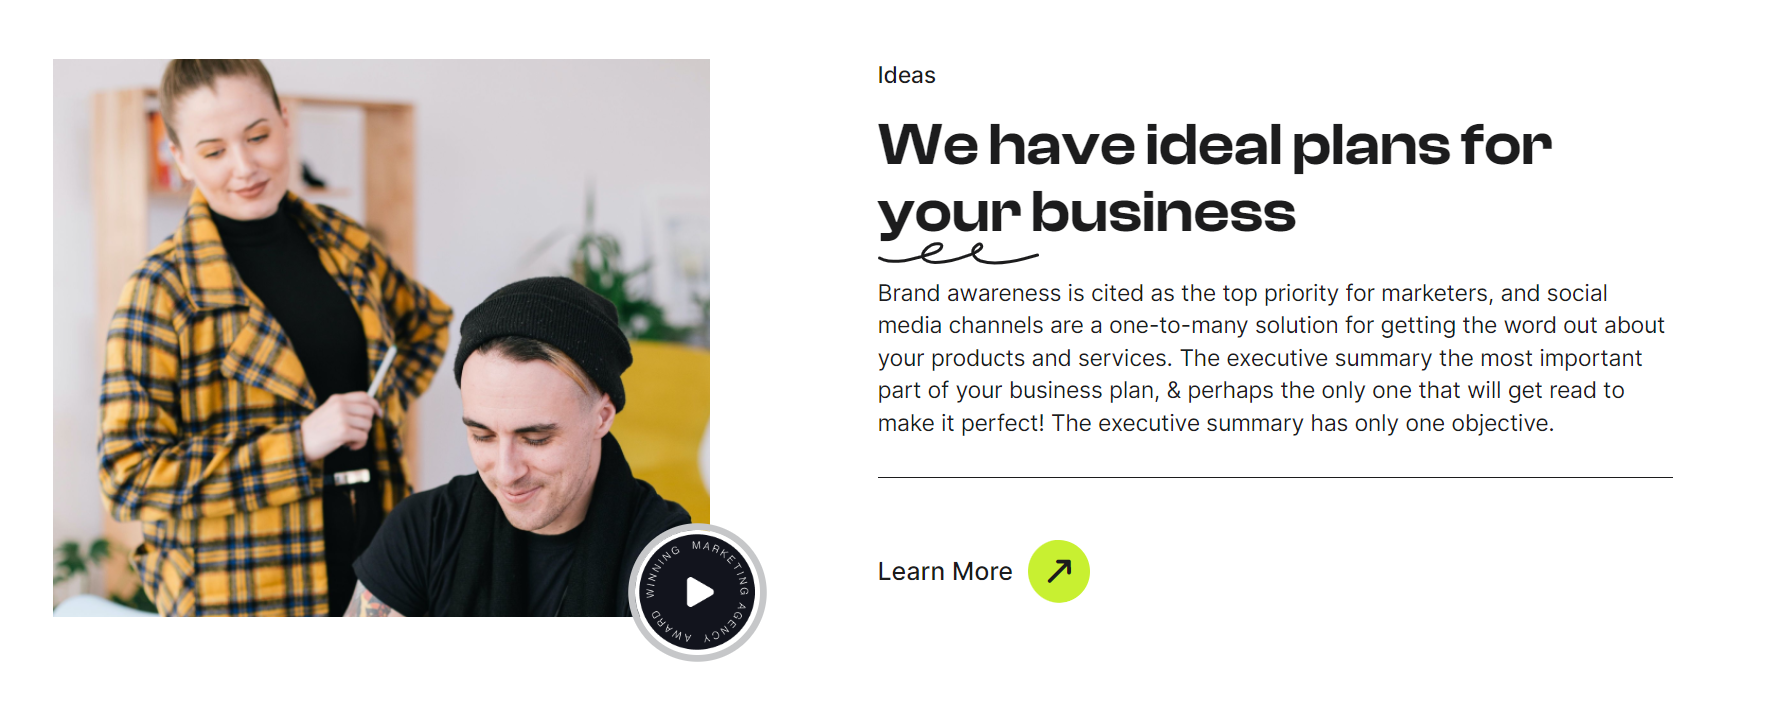 Ideas
We have ideal plans for
your business
Brand awareness is cited as the top priority for marketers, and social
media channels are a one-to-many solution for getting the word out about
your products and services. The executive summary the most important
part of your business plan, & perhaps the only one that will get read to
make it perfect! The executive summary has only one objective.
Learn More
WINNING MARKETING AGENCY AWARD